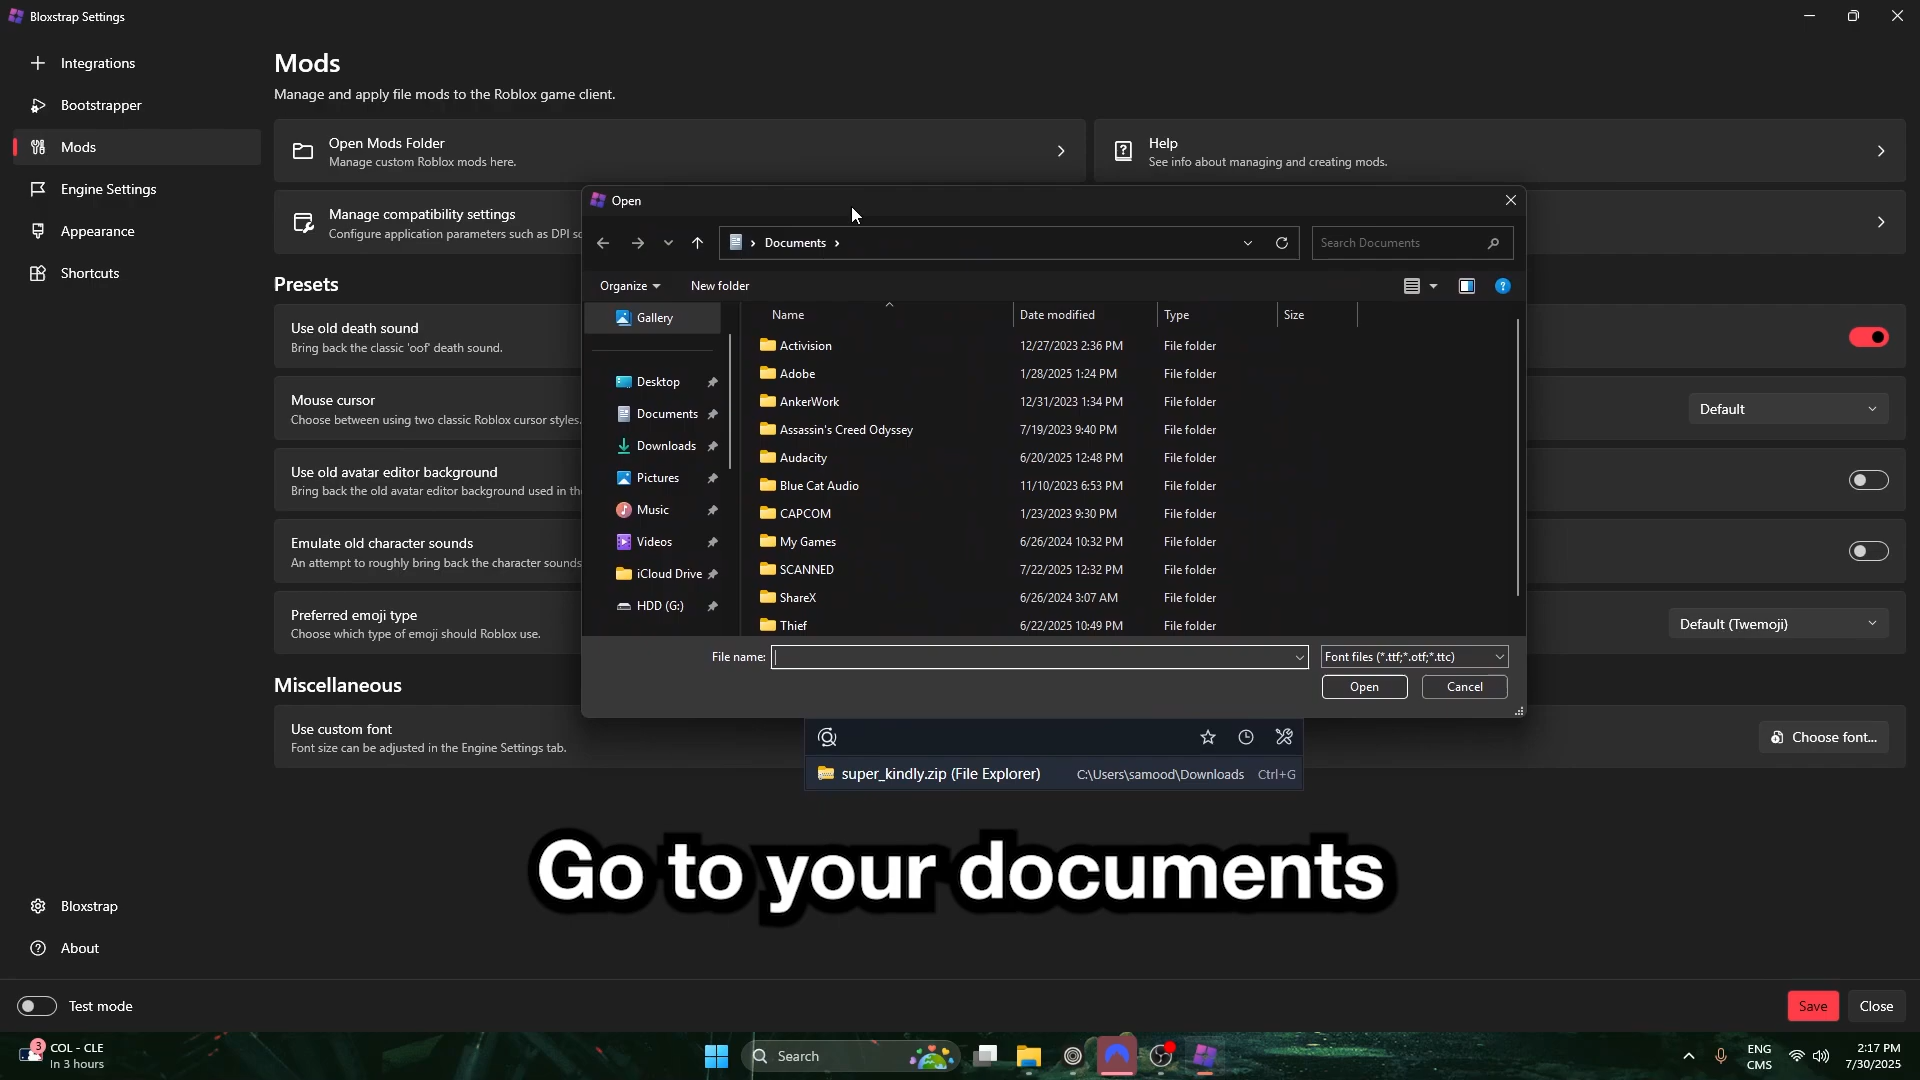 Bloxstrap Settings
Integrations
Bootstrapper
Mods
Engine Settings
Appearance
Shortcuts
Mods
Manage and apply file mods to the Roblox game client.
Open Mods Folder
Manage custom Roblox mods here.
Help
See info about managing and creating mods.
Manage compatibility settings
Configure application parameters such as DPI sc
Presets
Use old death sound
Bring back the classic 'oof' death sound.
Mouse cursor
Choose between using two classic Roblox cursor styles.
Default
Use old avatar editor background
Bring back the old avatar editor background used in th
Emulate old character sounds
An attempt to roughly bring back the character sounds
Preferred emoji type
Choose which type of emoji should Roblox use.
Default (Twemoji)
Miscellaneous
Use custom font
Font size can be adjusted in the Engine Settings tab.
Choose font...
Open
Documents
Search Documents
Organize
New folder
Gallery
Desktop
Documents
Downloads
Pictures
Music
Videos
iCloud Drive
HDD (G:)
Name Date modified Type Size
Activision 12/27/2023 2:36 PM File folder
Adobe 1/28/2025 1:24 PM File folder
AnkerWork 12/31/2023 1:34 PM File folder
Assassin's Creed Odyssey 7/19/2023 9:40 PM File folder
Audacity 6/20/2025 12:48 PM File folder
Blue Cat Audio 11/10/2023 6:53 PM File folder
CAPCOM 1/23/2023 9:30 PM File folder
My Games 6/26/2024 10:32 PM File folder
SCANNED 7/22/2025 12:32 PM File folder
ShareX 6/26/2024 3:07 AM File folder
Thief 6/22/2025 10:49 PM File folder
File name:
Font files (*.ttf;*.otf;*.ttc)
Open
Cancel
super_kindly.zip (File Explorer) C:\Users\samood\Downloads Ctrl+G
Go to your documents
Bloxstrap
About
Test mode
Save
Close
3
COL - CLE
In 3 hours
Search
ENG
CMS
2:17 PM
7/30/2025